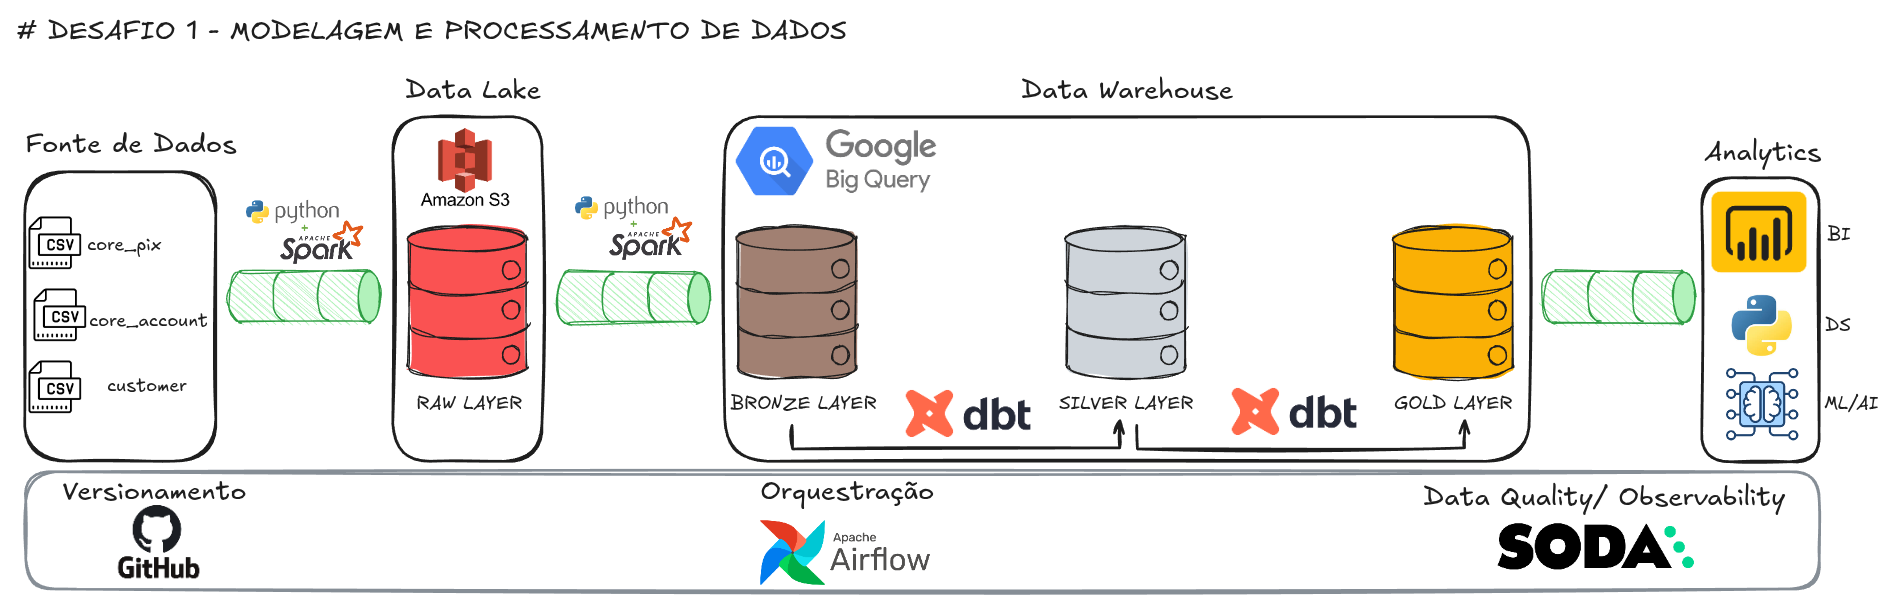 # DESAFIO 1 - MODELAGEM E PROCESSAMENTO DE DADOS
Fonte de Dados
CSV core_pix
CSV core_account
CSV customer
python
+
APACHE
Spark
Data Lake
Amazon S3
RAW LAYER
python
+
APACHE
Spark
Data Warehouse
Google
Big Query
BRONZE LAYER
dbt
SILVER LAYER
dbt
GOLD LAYER
Analytics
BI
DS
ML/AI
Versionamento
GitHub
Orquestração
Apache
Airflow
Data Quality/ Observability
SODA